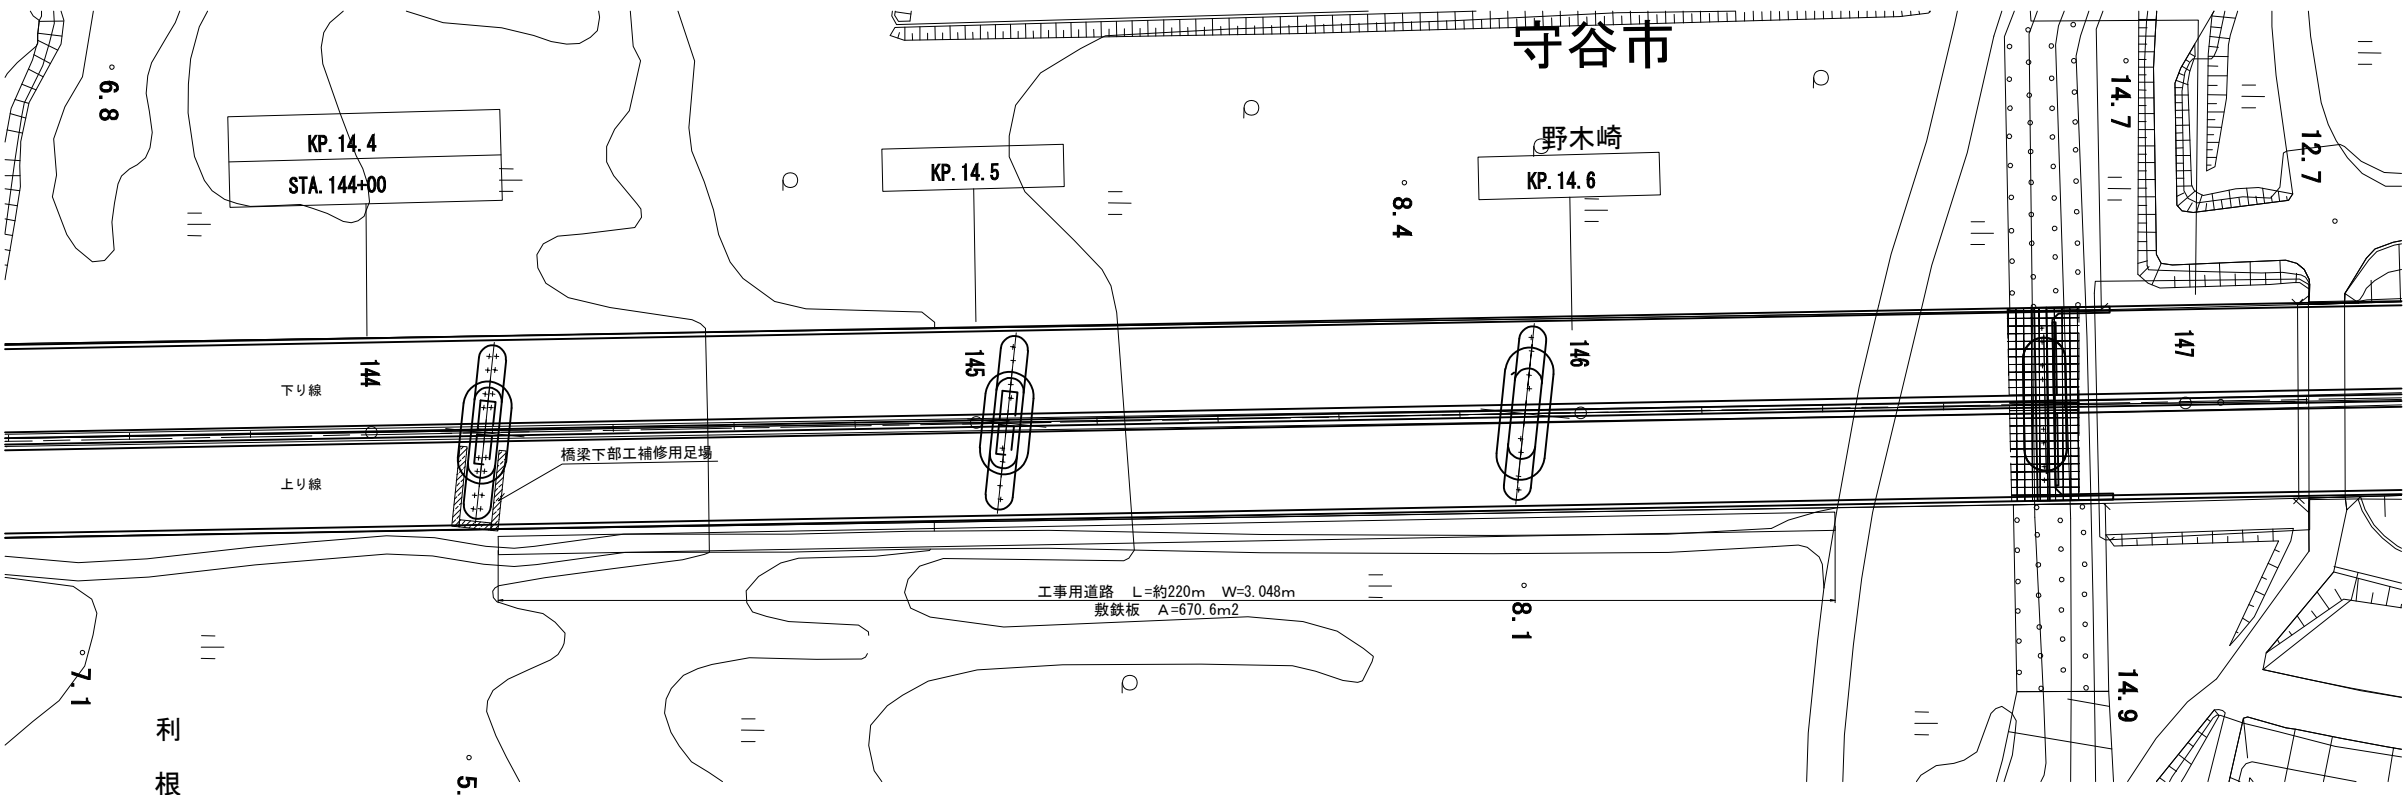 守谷市
6.8
14.7
KP.14.4
STA.144+00
KP.14.5
野木崎
KP.14.6
12.7
8.4
144
145
146
147
下り線
上り線
橋梁下部工補修用足場
工事用道路　L=約220m　W=3.048m
敷鉄板　A=670.6m2
8.1
7.1
14.9
利
根
5.